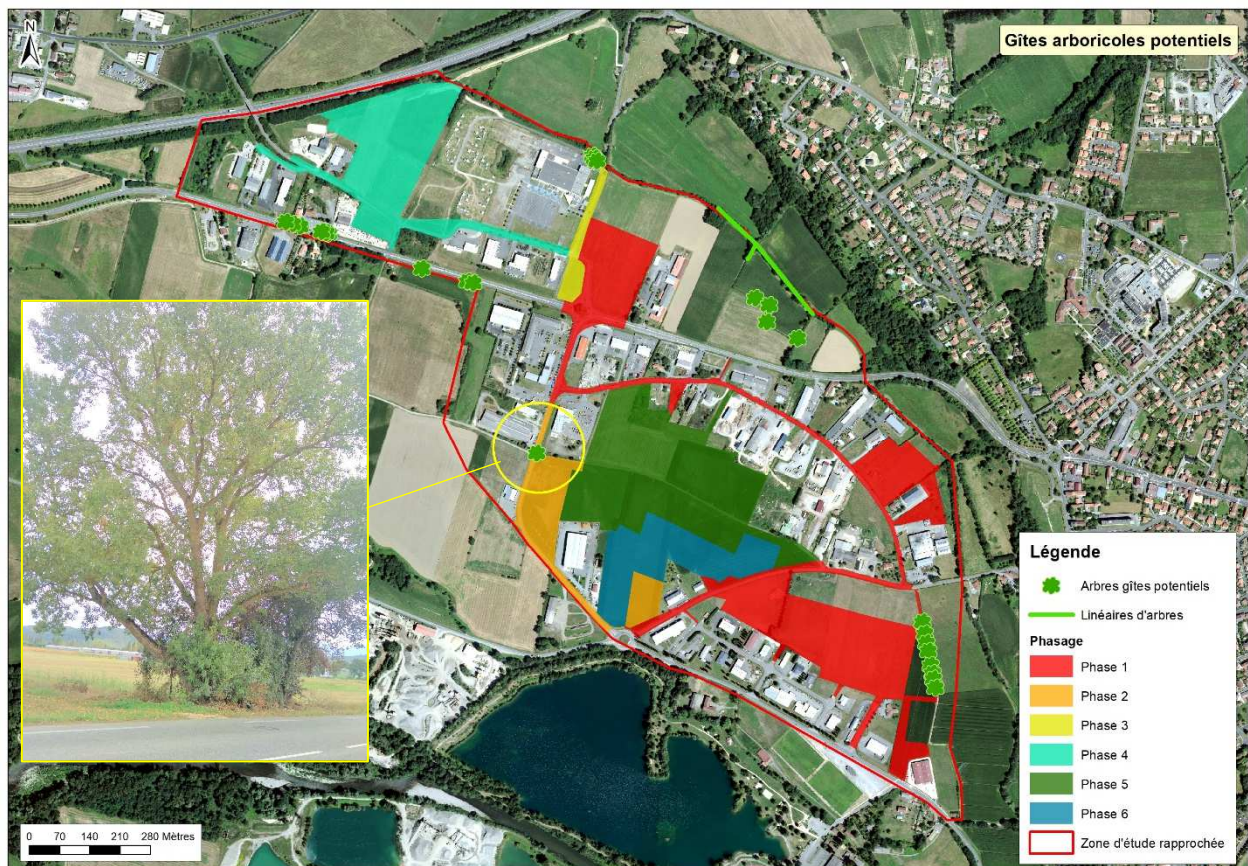 Gîtes arboricoles potentiels
N
Légende
Arbres gîtes potentiels
Linéaires d'arbres
Phasage
Phase 1
Phase 2
Phase 3
Phase 4
Phase 5
Phase 6
Zone d'étude rapprochée
0 70 140 210 280 Mètres